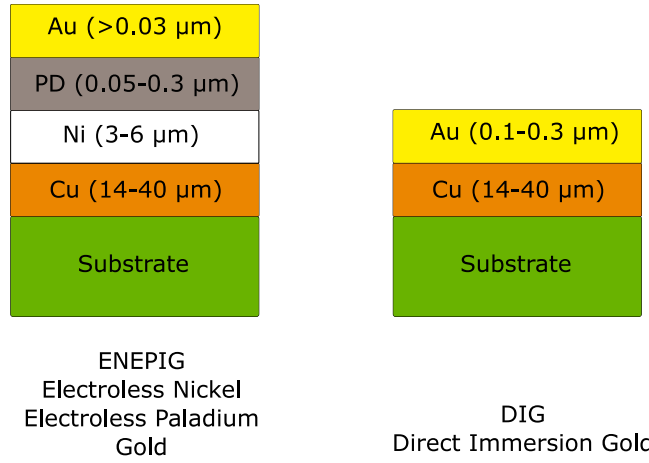 Au (>0.03 µm)
PD (0.05-0.3 µm)
Ni (3-6 µm)
Cu (14-40 µm)
Substrate
ENEPIG
Electroless Nickel
Electroless Paladium
Gold
Au (0.1-0.3 µm)
Cu (14-40 µm)
Substrate
DIG
Direct Immersion Gold